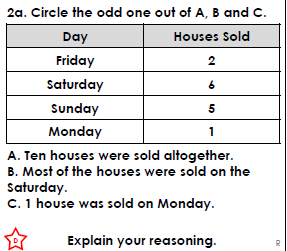 2a. Circle the odd one out of A, B and C.
Day Houses Sold
Friday 2
Saturday 6
Sunday 5
Monday 1
A. Ten houses were sold altogether.
B. Most of the houses were sold on the
Saturday.
C. 1 house was sold on Monday.
D Explain your reasoning. R